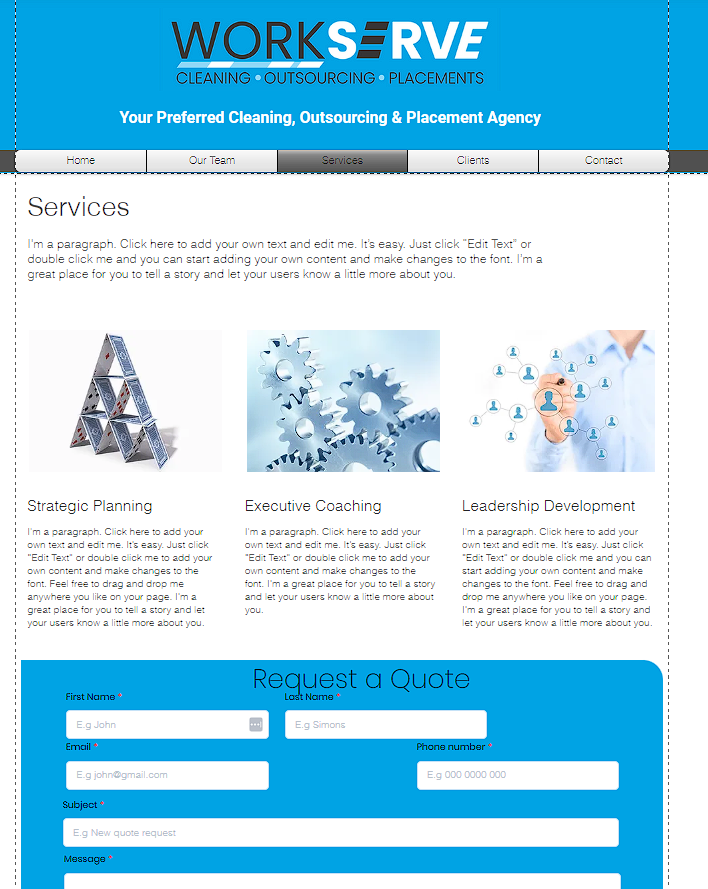 WORKSERVE
CLEANING • OUTSOURCING • PLACEMENTS
Your Preferred Cleaning, Outsourcing & Placement Agency
Home Our Team Services Clients Contact
Services
I'm a paragraph. Click here to add your own text and edit me. It's easy. Just click "Edit Text" or
double click me and you can start adding your own content and make changes to the font. I'm a
great place for you to tell a story and let your users know a little more about you.
Strategic Planning
I'm a paragraph. Click here to add your
own text and edit me. It's easy. Just click
"Edit Text" or double click me to add your
own content and make changes to the
font. Feel free to drag and drop me
anywhere you like on your page. I'm a
great place for you to tell a story and let
your users know a little more about you.
Executive Coaching
I'm a paragraph. Click here to add your
own text and edit me. It's easy. Just click
"Edit Text" or double click me to add your
own content and make changes to the
font. I'm a great place for you to tell a story
and let your users know a little more about
you.
Leadership Development
I'm a paragraph. Click here to add your
own text and edit me. It's easy. Just click
"Edit Text" or double click me and you can
start adding your own content and make
changes to the font. Feel free to drag and
drop me anywhere you like on your page.
I'm a great place for you to tell a story and
let your users know a little more about you.
Request a Quote
First Name * Last Name *
E.g John E.g Simons
Email * Phone number *
E.g john@gmail.com E.g 000 0000 000
Subject *
E.g New quote request
Message *